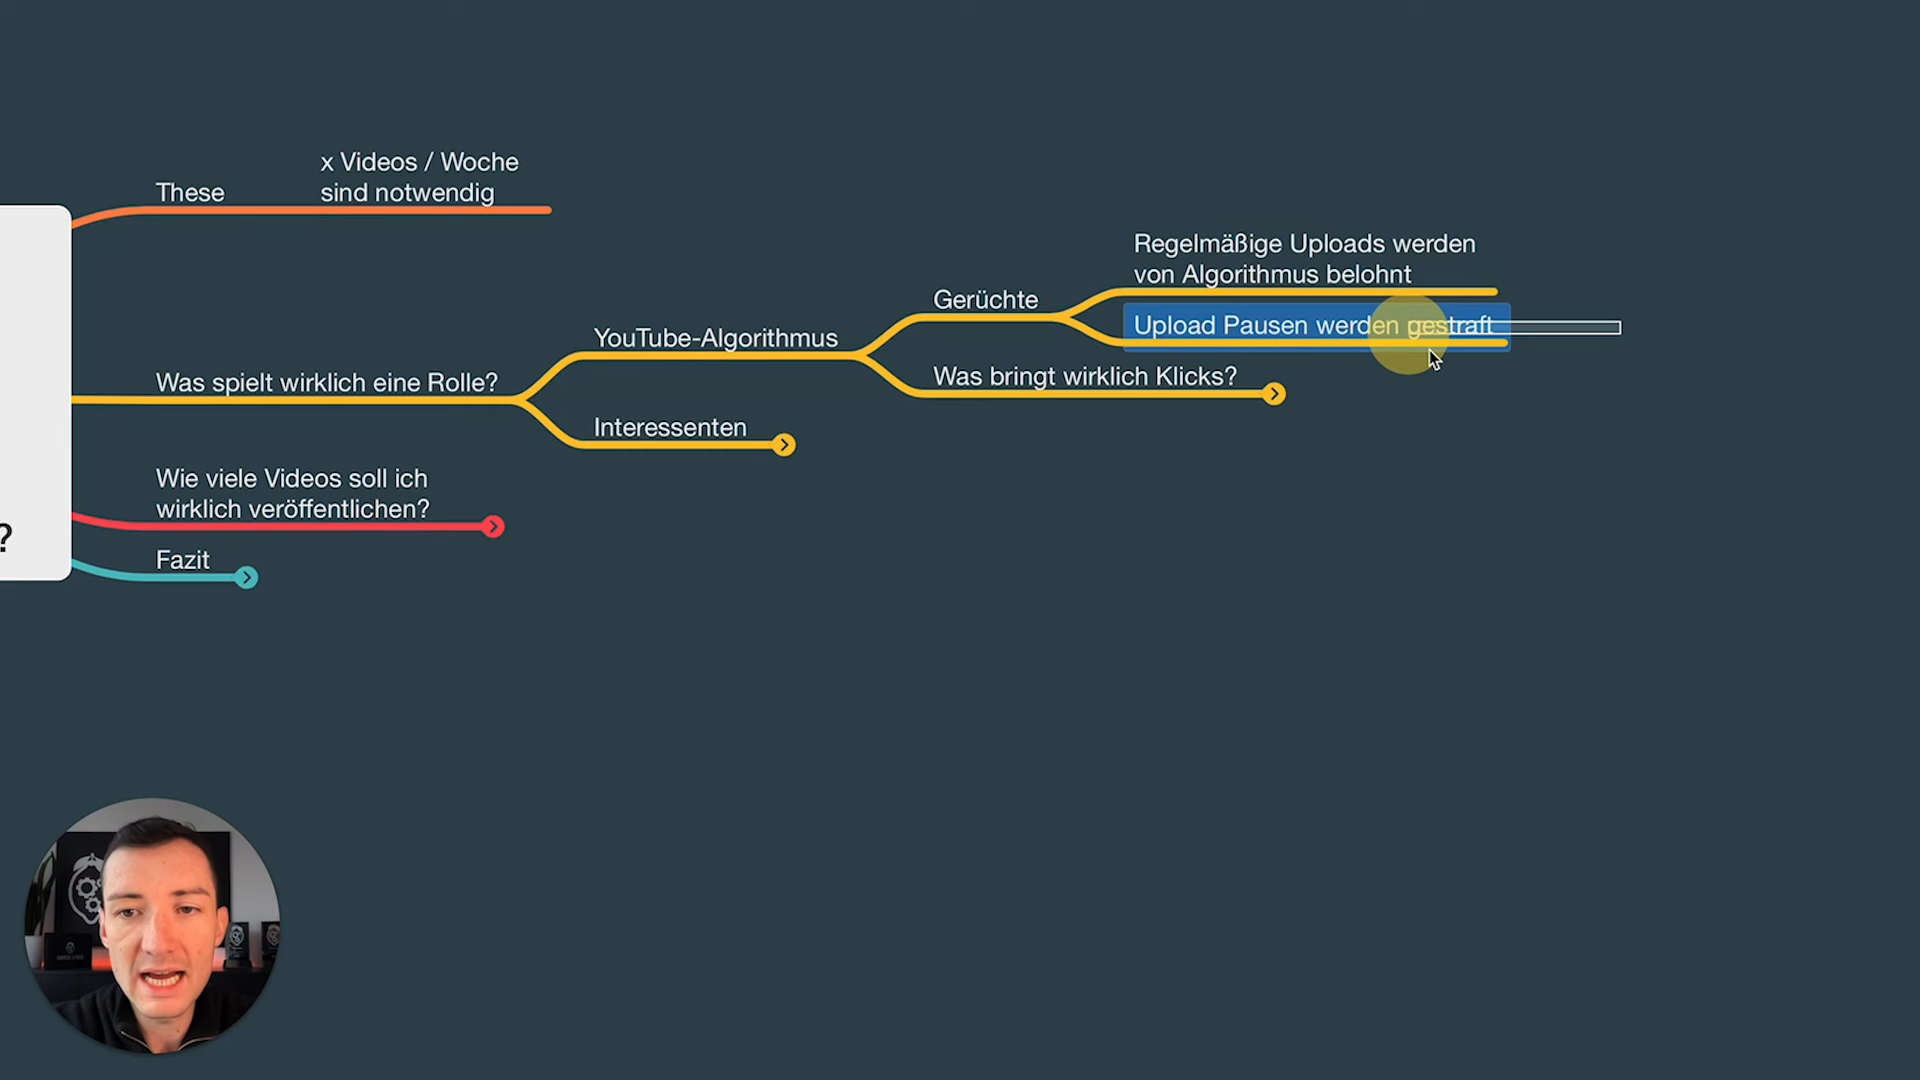 These
x Videos / Woche
sind notwendig
Was spielt wirklich eine Rolle?
YouTube-Algorithmus
Gerüchte
Regelmäßige Uploads werden
von Algorithmus belohnt
Upload Pausen werden gestraft
Was bringt wirklich Klicks?
Interessenten
Wie viele Videos soll ich
wirklich veröffentlichen?
Fazit
?